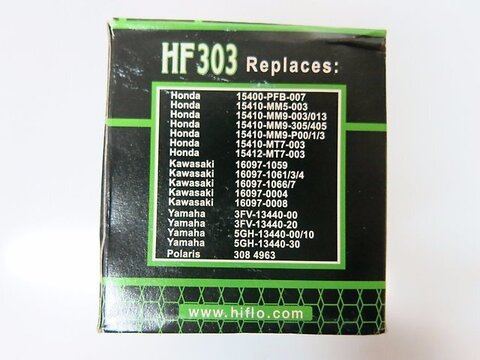 HF303 Replaces:
Honda 15400-PFB-007
Honda 15410-MM5-003
Honda 15410-MM9-003/013
Honda 15410-MM9-305/405
Honda 15410-MM9-P00/1/3
Honda 15410-MT7-003
Honda 15412-MT7-003
Kawasaki 16097-1059
Kawasaki 16097-1061/3/4
Kawasaki 16097-1066/7
Kawasaki 16097-0004
Kawasaki 16097-0008
Yamaha 3FV-13440-00
Yamaha 3FV-13440-20
Yamaha 5GH-13440-00/10
Yamaha 5GH-13440-30
Polaris 308 4963
www.hiflo.com